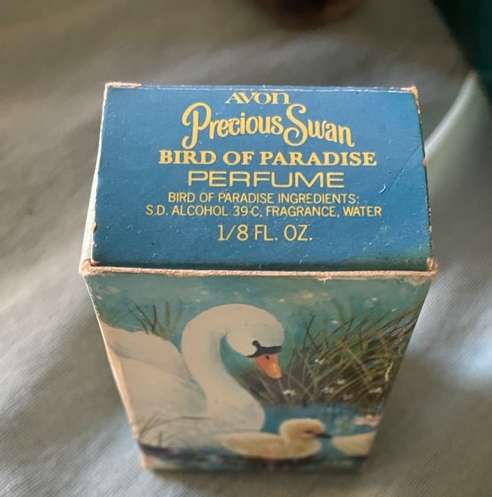 AVON
Precious Swan
BIRD OF PARADISE
PERFUME
BIRD OF PARADISE INGREDIENTS:
S.D. ALCOHOL 39-C, FRAGRANCE, WATER
1/8 FL. OZ.